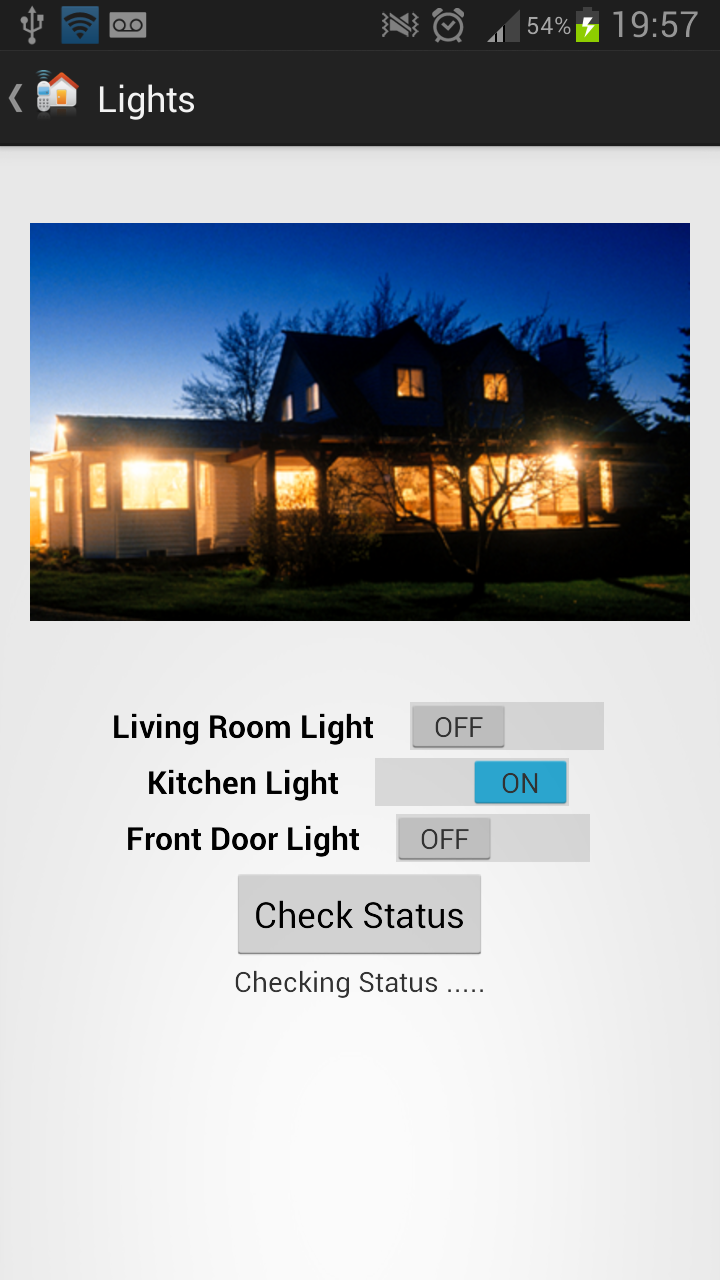 54% 19:57
Lights
Living Room Light OFF
Kitchen Light ON
Front Door Light OFF
Check Status
Checking Status .....